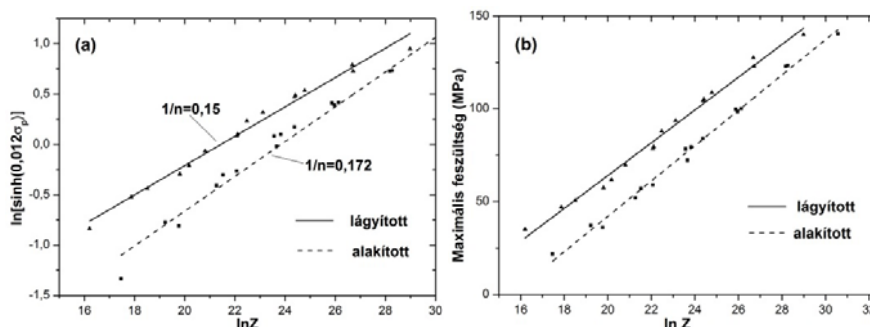 (a)
ln[sinh(0,012σp)]
1,0
0,5
0,0
-0,5
-1,0
-1,5
1/n=0,15
1/n=0,172
lágyított
alakított
16 18 20 22 24 26 28 30
lnZ
(b)
Maximális feszültség (MPa)
150
100
50
0
lágyított
alakított
16 18 20 22 24 26 28 30
ln Z